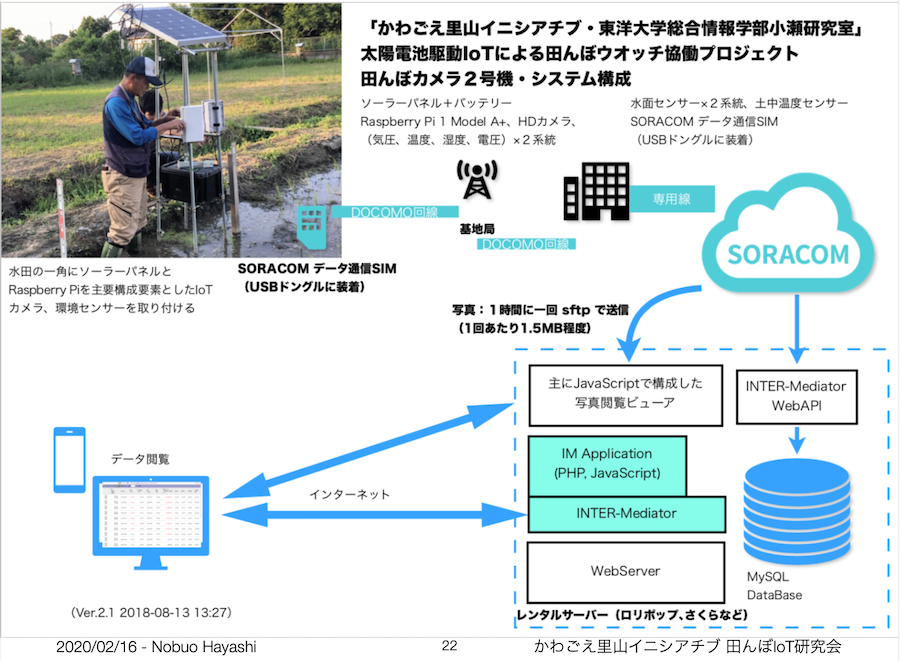 「かわごえ里山イニシアチブ・東洋大学総合情報学部小瀬研究室」
太陽電池駆動IoTによる田んぼウオッチ協働プロジェクト
田んぼカメラ２号機・システム構成
ソーラーパネル＋バッテリー
Raspberry Pi 1 Model A+、HDカメラ、
（気圧、温度、湿度、電圧）×２系統
水面センサー×２系統、土中温度センサー
SORACOM データ通信SIM
（USBドングルに装着）
DOCOMO回線
基地局
DOCOMO回線
専用線
SORACOM
水田の一角にソーラーパネルと
Raspberry Piを主要構成要素としたIoT
カメラ、環境センサーを取り付ける
SORACOM データ通信SIM
（USBドングルに装着）
写真：１時間に一回 sftp で送信
（1回あたり1.5MB程度）
主にJavaScriptで構成した
写真閲覧ビューア
INTER-Mediator
WebAPI
IM Application
(PHP, JavaScript)
INTER-Mediator
WebServer
MySQL
DataBase
レンタルサーバー（ロリポップ、さくらなど）
データ閲覧
インターネット
（Ver.2.1 2018-08-13 13:27）
2020/02/16 - Nobuo Hayashi
22
かわごえ里山イニシアチブ 田んぼIoT研究会